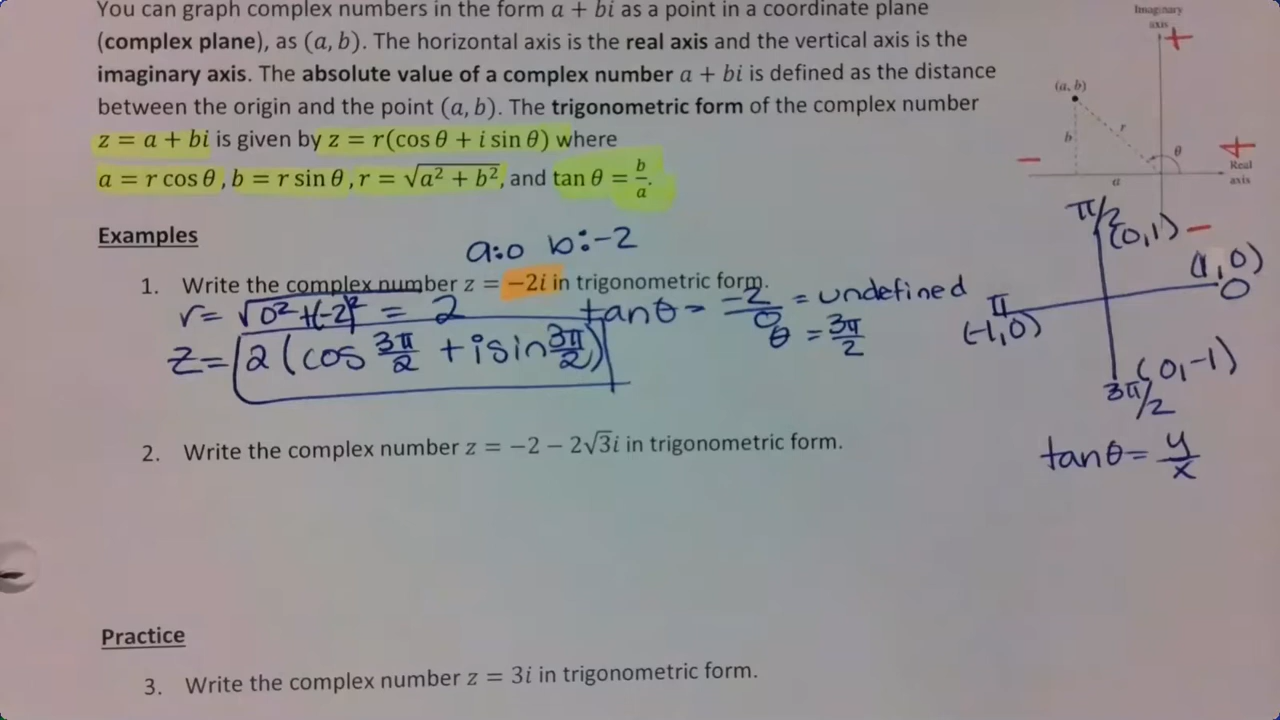 You can graph complex numbers in the form a + bi as a point in a coordinate plane
(complex plane), as (a, b). The horizontal axis is the real axis and the vertical axis is the
imaginary axis. The absolute value of a complex number a + bi is defined as the distance
between the origin and the point (a, b). The trigonometric form of the complex number
z = a + bi is given by z = r(cos θ + i sin θ) where
a = r cos θ , b = r sin θ , r = √(a² + b²), and tan θ = b/a.
Imaginary
axis
+
(a, b)
b
r
θ
−
+
Real
axis
a
−
Examples
a:0 b:-2
1. Write the complex number z = −2i in trigonometric form.
r = √(0² + (-2)²) = 2
tanθ = -2/0 = undefined
θ = 3π/2
z = 2 (cos 3π/2 + i sin 3π/2)
π/2
(0,1)
(1,0)
0
π
(-1,0)
(0,-1)
3π/2
tanθ = y/x
2. Write the complex number z = −2 − 2√3i in trigonometric form.
Practice
3. Write the complex number z = 3i in trigonometric form.